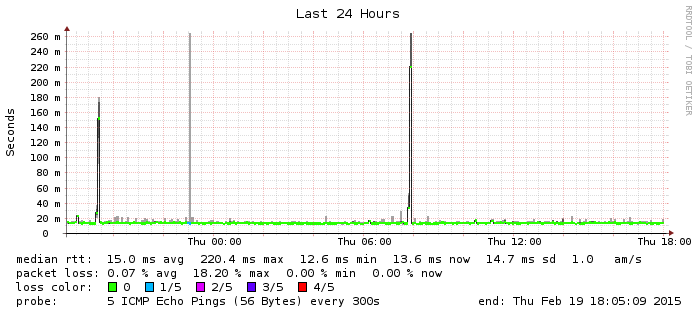 Last 24 Hours
RRDTOOL / TOBI OETIKER
Seconds
260 m
240 m
220 m
200 m
180 m
160 m
140 m
120 m
100 m
80 m
60 m
40 m
20 m
0
Thu 00:00 Thu 06:00 Thu 12:00 Thu 18:00
median rtt: 15.0 ms avg 220.4 ms max 12.6 ms min 13.6 ms now 14.7 ms sd 1.0 am/s
packet loss: 0.07 % avg 18.20 % max 0.00 % min 0.00 % now
loss color: 0 1/5 2/5 3/5 4/5
probe: 5 ICMP Echo Pings (56 Bytes) every 300s end: Thu Feb 19 18:05:09 2015